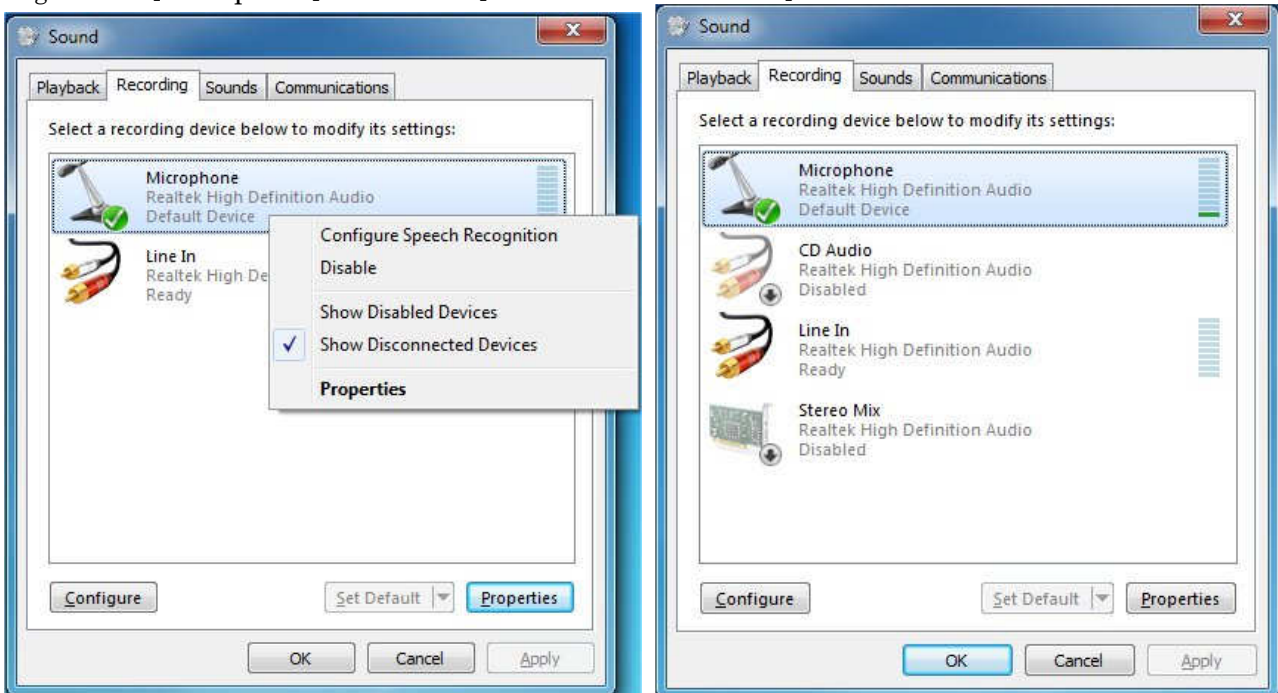 Sound
Playback Recording Sounds Communications
Select a recording device below to modify its settings:
Microphone
Realtek High Definition Audio
Default Device
Line In
Realtek High De
Ready
Configure Speech Recognition
Disable
Show Disabled Devices
Show Disconnected Devices
Properties
Configure Set Default Properties
OK Cancel Apply
Sound
Playback Recording Sounds Communications
Select a recording device below to modify its settings:
Microphone
Realtek High Definition Audio
Default Device
CD Audio
Realtek High Definition Audio
Disabled
Line In
Realtek High Definition Audio
Ready
Stereo Mix
Realtek High Definition Audio
Disabled
Configure Set Default Properties
OK Cancel Apply